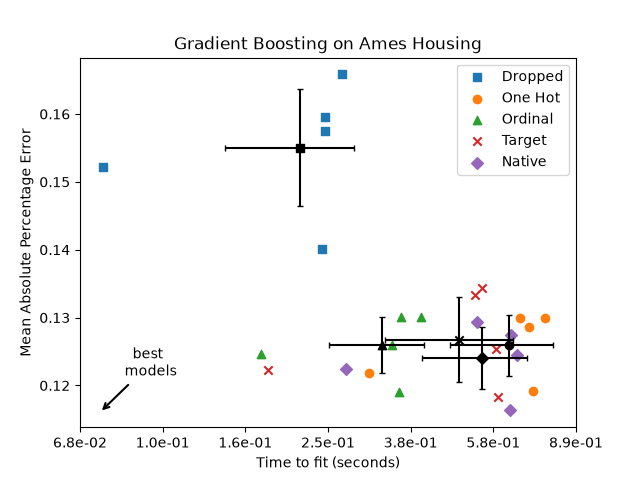 Gradient Boosting on Ames Housing
Mean Absolute Percentage Error
0.16
0.15
0.14
0.13
0.12
Dropped
One Hot
Ordinal
Target
Native
best
models
6.8e-02 1.0e-01 1.6e-01 2.5e-01 3.8e-01 5.8e-01 8.9e-01
Time to fit (seconds)